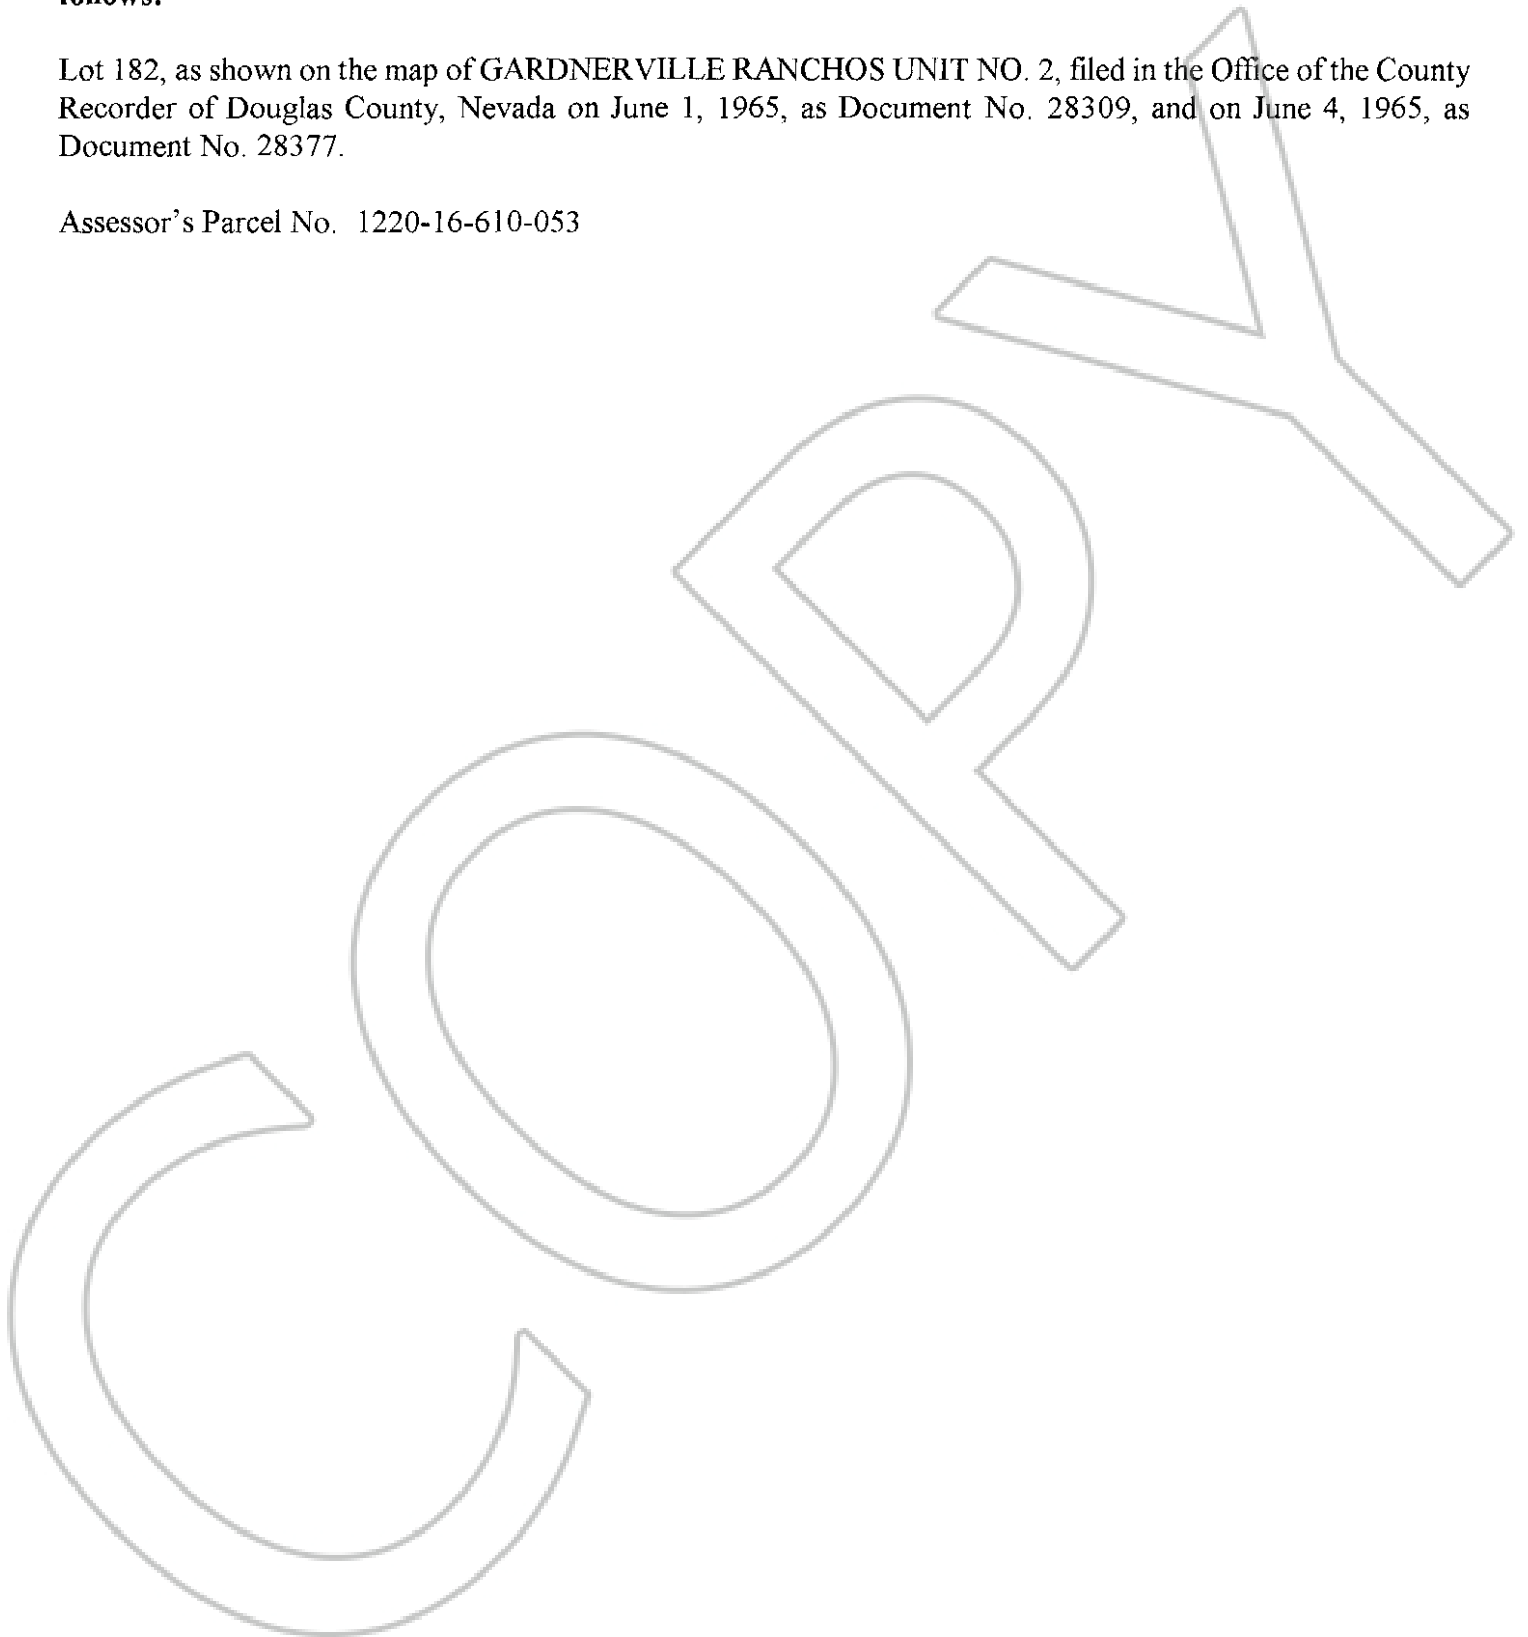 follows:
Lot 182, as shown on the map of GARDNERVILLE RANCHOS UNIT NO. 2, filed in the Office of the County
Recorder of Douglas County, Nevada on June 1, 1965, as Document No. 28309, and on June 4, 1965, as
Document No. 28377.
Assessor's Parcel No. 1220-16-610-053
COPY